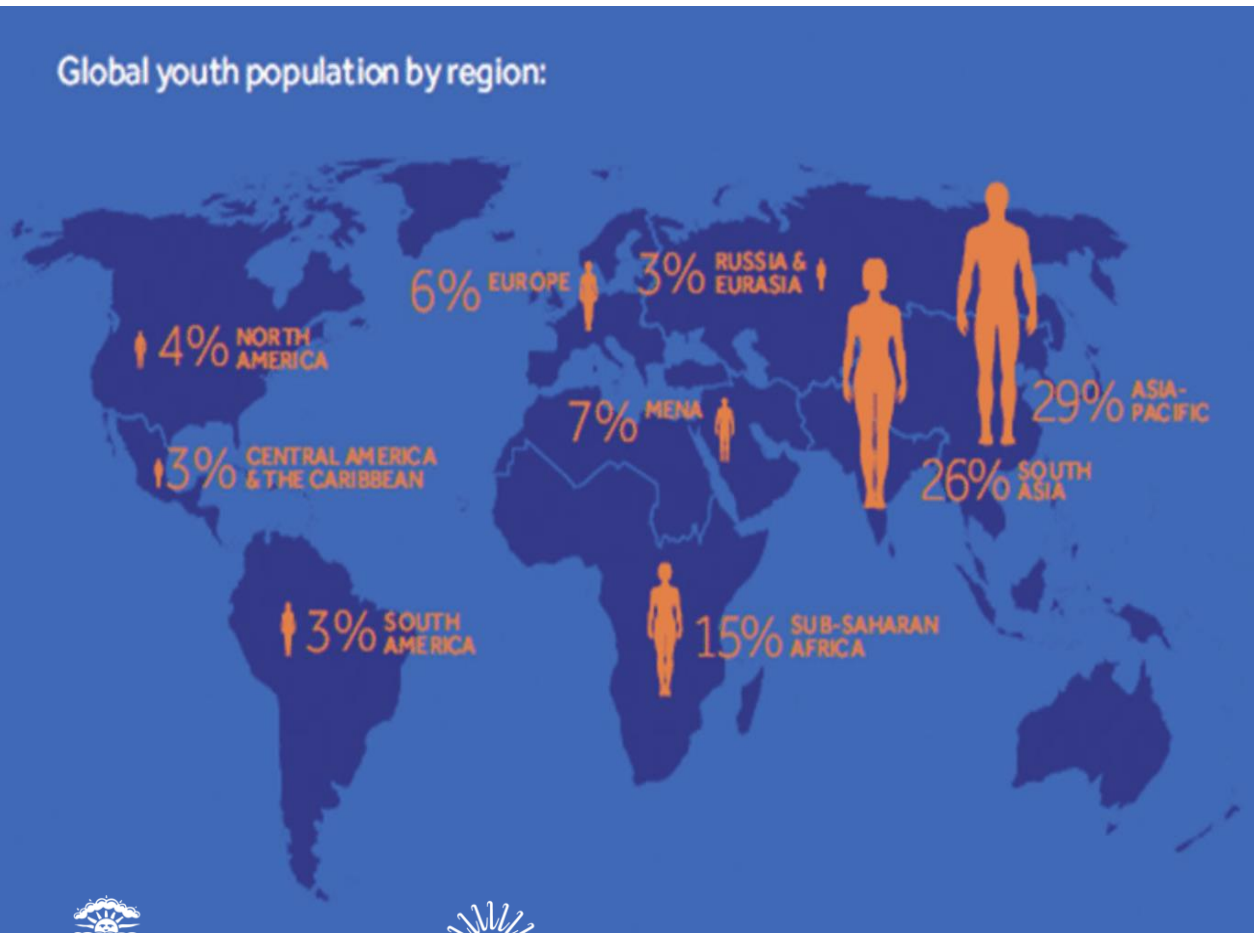 Global youth population by region:
6% EUROPE
3% RUSSIA &
EURASIA
4% NORTH
AMERICA
7% MENA
29% ASIA-
PACIFIC
3% CENTRAL AMERICA
& THE CARIBBEAN
26% SOUTH
ASIA
3% SOUTH
AMERICA
15% SUB-SAHARAN
AFRICA